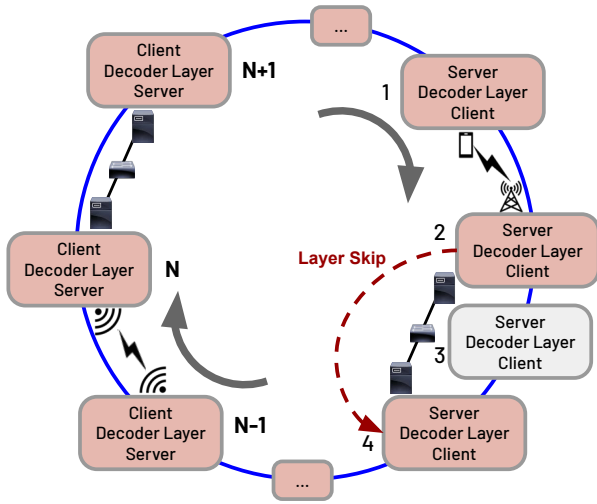 ...
Client
Decoder Layer
Server
N+1
1
Server
Decoder Layer
Client
2
Server
Decoder Layer
Client
Layer Skip
Client
Decoder Layer
Server
N
3
Server
Decoder Layer
Client
Client
Decoder Layer
Server
N-1
4
Server
Decoder Layer
Client
...